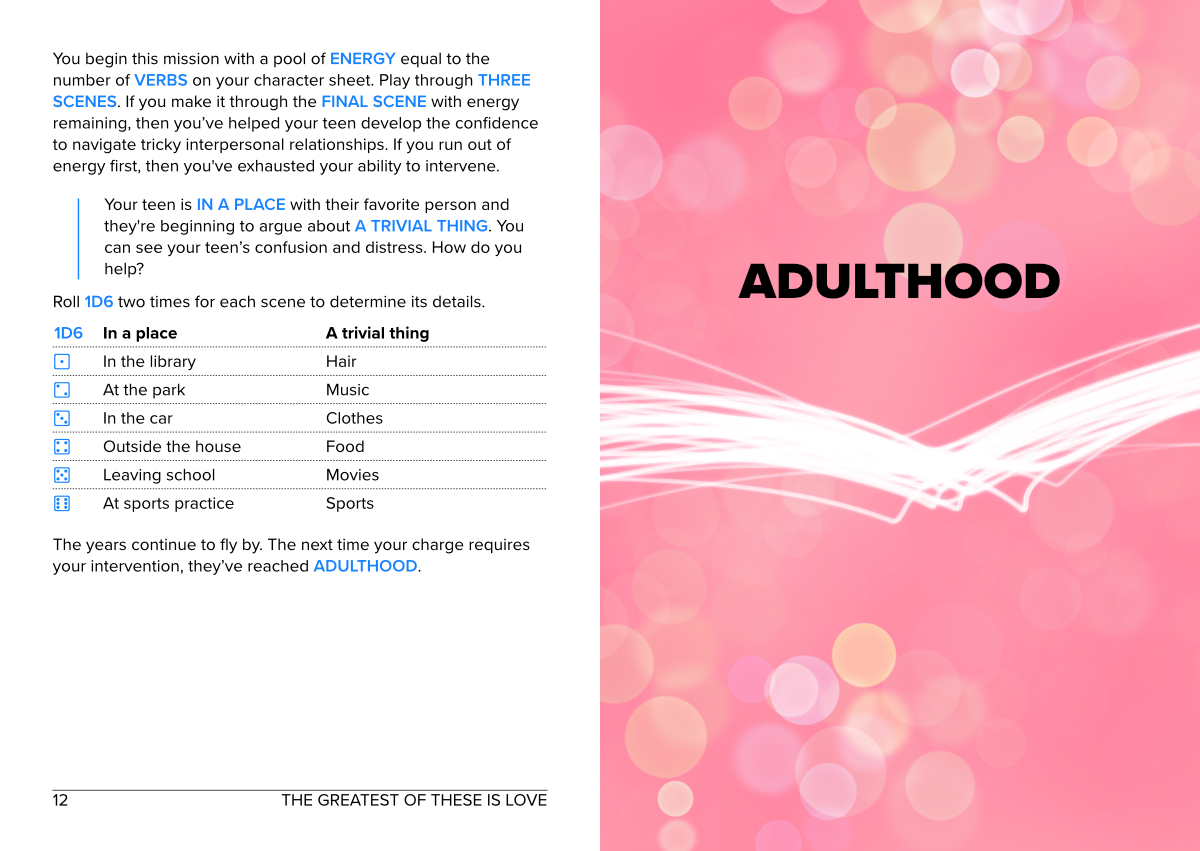 You begin this mission with a pool of ENERGY equal to the
number of VERBS on your character sheet. Play through THREE
SCENES. If you make it through the FINAL SCENE with energy
remaining, then you’ve helped your teen develop the confidence
to navigate tricky interpersonal relationships. If you run out of
energy first, then you've exhausted your ability to intervene.
Your teen is IN A PLACE with their favorite person and
they're beginning to argue about A TRIVIAL THING. You
can see your teen’s confusion and distress. How do you
help?
Roll 1D6 two times for each scene to determine its details.
1D6 In a place A trivial thing
In the library Hair
At the park Music
In the car Clothes
Outside the house Food
Leaving school Movies
At sports practice Sports
The years continue to fly by. The next time your charge requires
your intervention, they’ve reached ADULTHOOD.
12 THE GREATEST OF THESE IS LOVE
ADULTHOOD